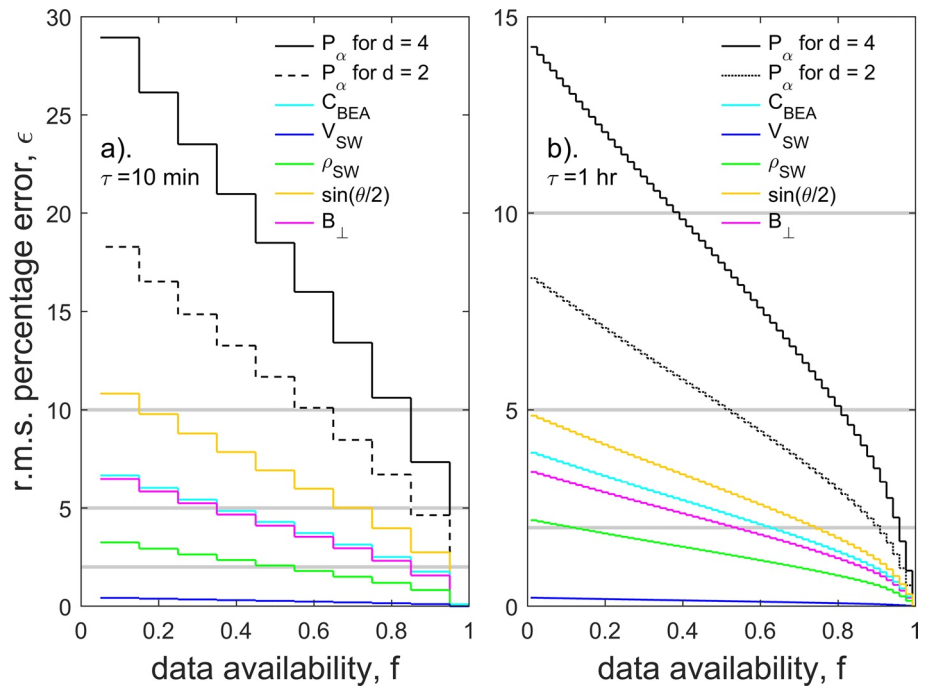 r.m.s. percentage error, ϵ
30
25
20
15
10
5
0
a).
τ =10 min
P_α for d = 4
P_α for d = 2
C_BEA
V_SW
ρ_SW
sin(θ/2)
B_⊥
0 0.2 0.4 0.6 0.8 1
data availability, f
15
10
5
0
b).
τ =1 hr
P_α for d = 4
P_α for d = 2
C_BEA
V_SW
ρ_SW
sin(θ/2)
B_⊥
0 0.2 0.4 0.6 0.8 1
data availability, f